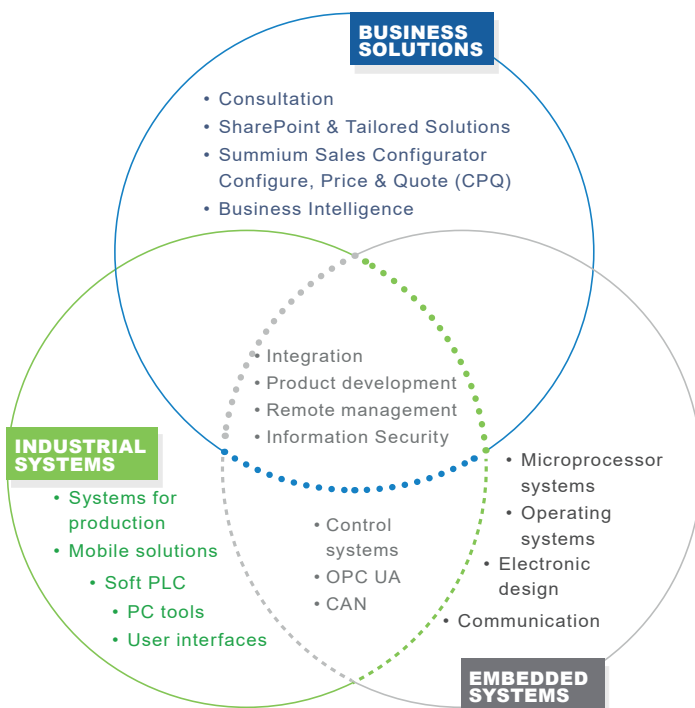 BUSINESS
SOLUTIONS
• Consultation
• SharePoint & Tailored Solutions
• Summium Sales Configurator
Configure, Price & Quote (CPQ)
• Business Intelligence
• Integration
• Product development
• Remote management
• Information Security
INDUSTRIAL
SYSTEMS
• Systems for
production
• Mobile solutions
• Soft PLC
• PC tools
• User interfaces
• Control
systems
• OPC UA
• CAN
• Microprocessor
systems
• Operating
systems
• Electronic
design
• Communication
EMBEDDED
SYSTEMS